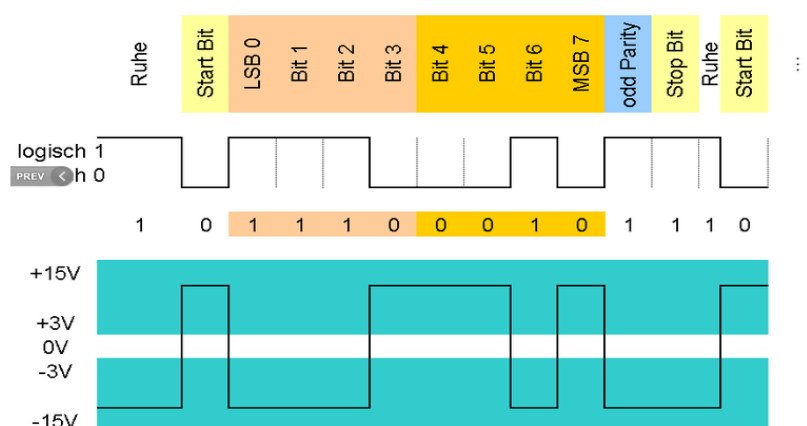 Ruhe Start Bit LSB 0 Bit 1 Bit 2 Bit 3 Bit 4 Bit 5 Bit 6 MSB 7 odd Parity Stop Bit Ruhe Start Bit ...
logisch 1
PREV h 0
1 0 1 1 1 0 0 0 1 0 1 1 1 0
+15V
+3V
0V
-3V
-15V